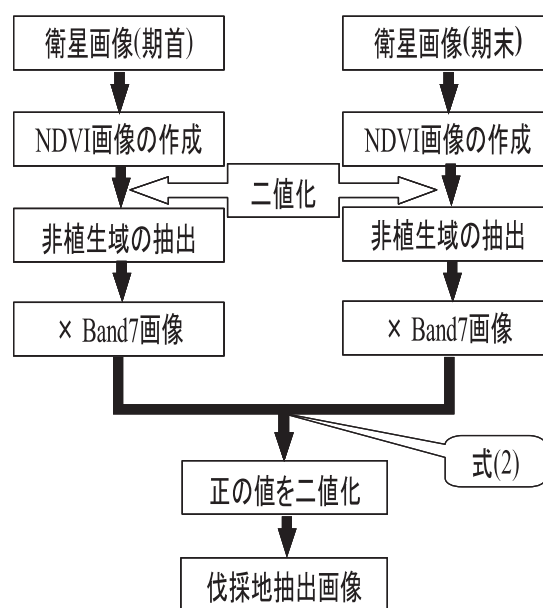 衛星画像(期首)
衛星画像(期末)
NDVI画像の作成
NDVI画像の作成
二値化
非植生域の抽出
非植生域の抽出
× Band7画像
× Band7画像
式(2)
正の値を二値化
伐採地抽出画像